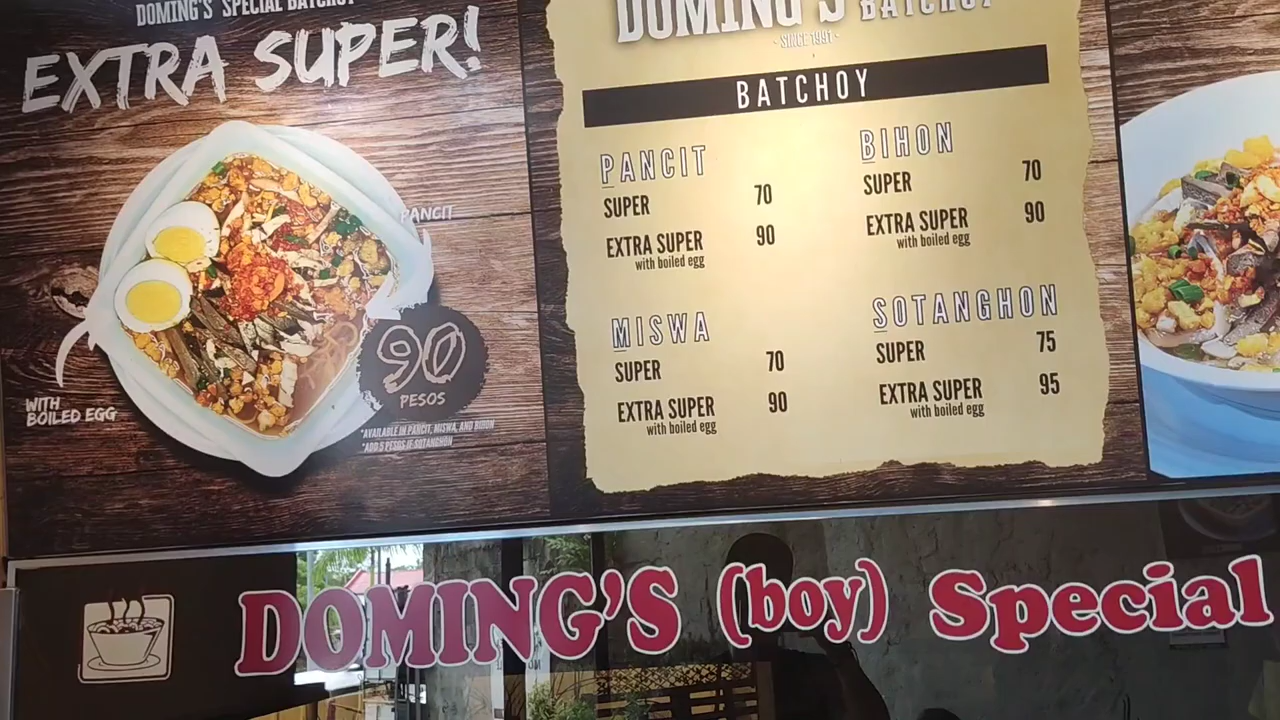 DOMING'S SPECIAL BATCHOY
EXTRA SUPER!
PANCIT
90
PESOS
WITH
BOILED EGG
*AVAILABLE IN PANCIT, MISWA, AND BIHON
*ADD 5 PESOS IF SOTANGHON
DOMING'S BATCHOY
- SINCE 1991 -
BATCHOY
PANCIT
SUPER 70
EXTRA SUPER 90
with boiled egg
BIHON
SUPER 70
EXTRA SUPER 90
with boiled egg
MISWA
SUPER 70
EXTRA SUPER 90
with boiled egg
SOTANGHON
SUPER 75
EXTRA SUPER 95
with boiled egg
DOMING'S (boy) Special